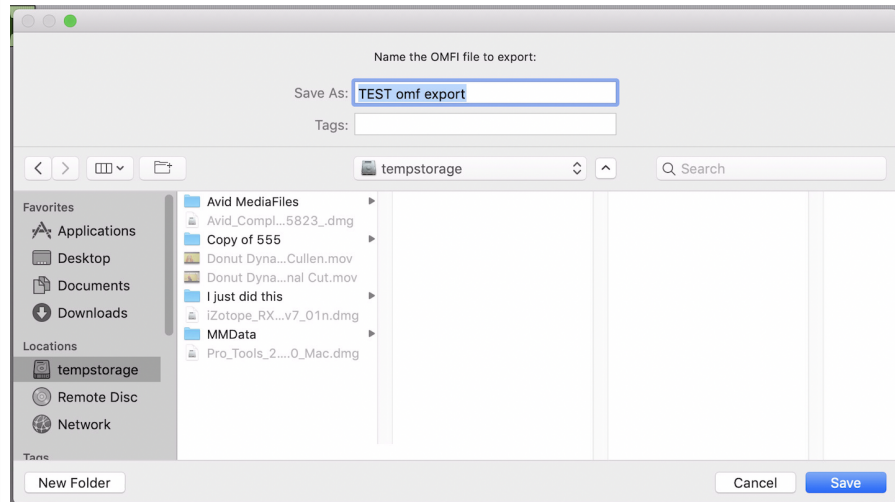 Name the OMFI file to export:
Save As: TEST omf export
Tags:
tempstorage
Search
Favorites
Applications
Desktop
Documents
Downloads
Locations
tempstorage
Remote Disc
Network
Tags
Avid MediaFiles
Avid_Compl...5823_.dmg
Copy of 555
Donut Dyna...Cullen.mov
Donut Dyna...nal Cut.mov
I just did this
iZotope_RX...v7_01n.dmg
MMData
Pro_Tools_2....0_Mac.dmg
New Folder
Cancel
Save